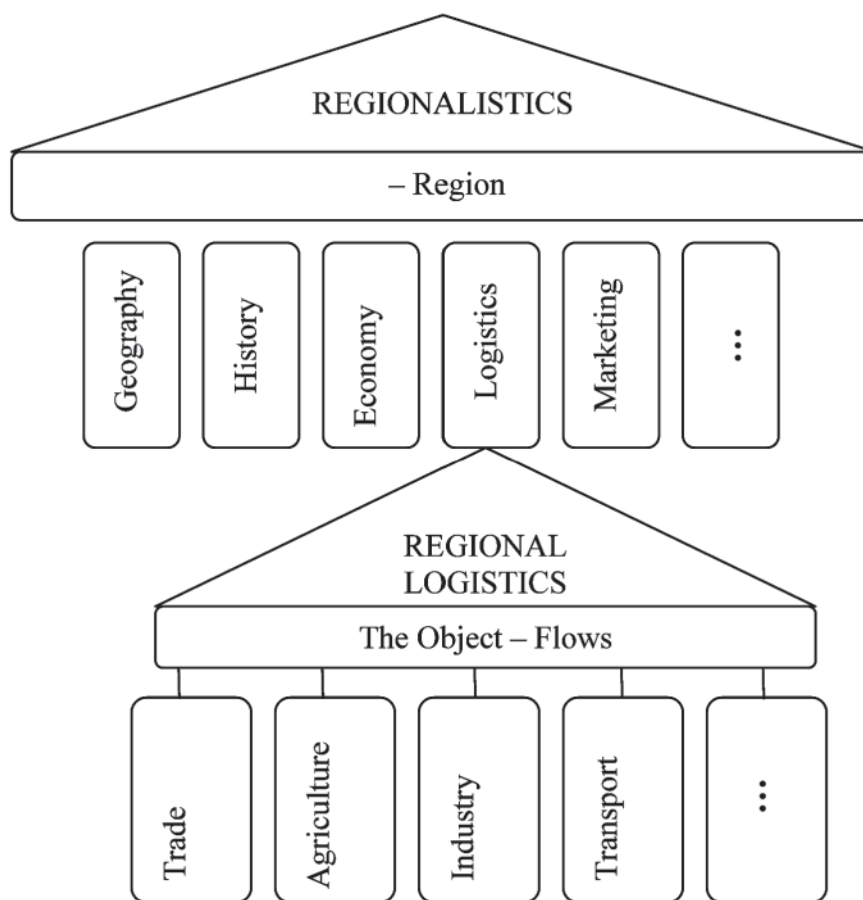 REGIONALISTICS
– Region
Geography
History
Economy
Logistics
Marketing
...
REGIONAL
LOGISTICS
The Object – Flows
Trade
Agriculture
Industry
Transport
...